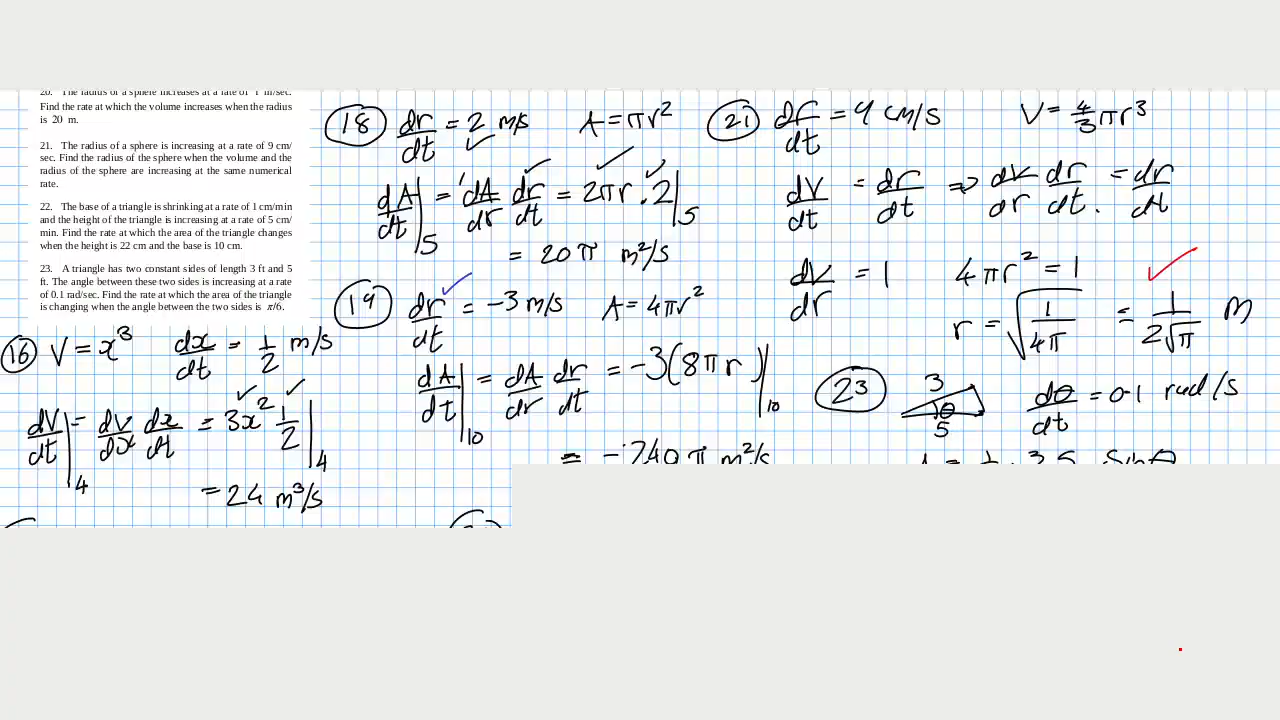 20. The radius of a sphere increases at a rate of 1 m/sec.
Find the rate at which the volume increases when the radius
is 20 m.
21. The radius of a sphere is increasing at a rate of 9 cm/
sec. Find the radius of the sphere when the volume and the
radius of the sphere are increasing at the same numerical
rate.
22. The base of a triangle is shrinking at a rate of 1 cm/min
and the height of the triangle is increasing at a rate of 5 cm/
min. Find the rate at which the area of the triangle changes
when the height is 22 cm and the base is 10 cm.
23. A triangle has two constant sides of length 3 ft and 5
ft. The angle between these two sides is increasing at a rate
of 0.1 rad/sec. Find the rate at which the area of the triangle
is changing when the angle between the two sides is π/6.
16 V = x³ dx/dt = 1/2 m/s
dV/dt |4 = dV/dx dx/dt = 3x² 1/2 |4
= 24 m³/s
18 dr/dt = 2 m/s A = πr²
dA/dt |5 = dA/dr dr/dt = 2πr . 2 |5
= 20π m²/s
19 dr/dt = -3 m/s A = 4πr²
dA/dt |10 = dA/dr dr/dt = -3(8πr) |10
= -240π m²/s
21 dr/dt = 9 cm/s V = 4/3 πr³
dV/dt = dr/dt ⇒ dV/dr dr/dt . = dr/dt
dV/dr = 1 4πr² = 1
r = √(1/4π) = 1/2√π m
23 3 θ 5 dθ/dt = 0.1 rad/s
A = 1/2 . 3.5 sinθ